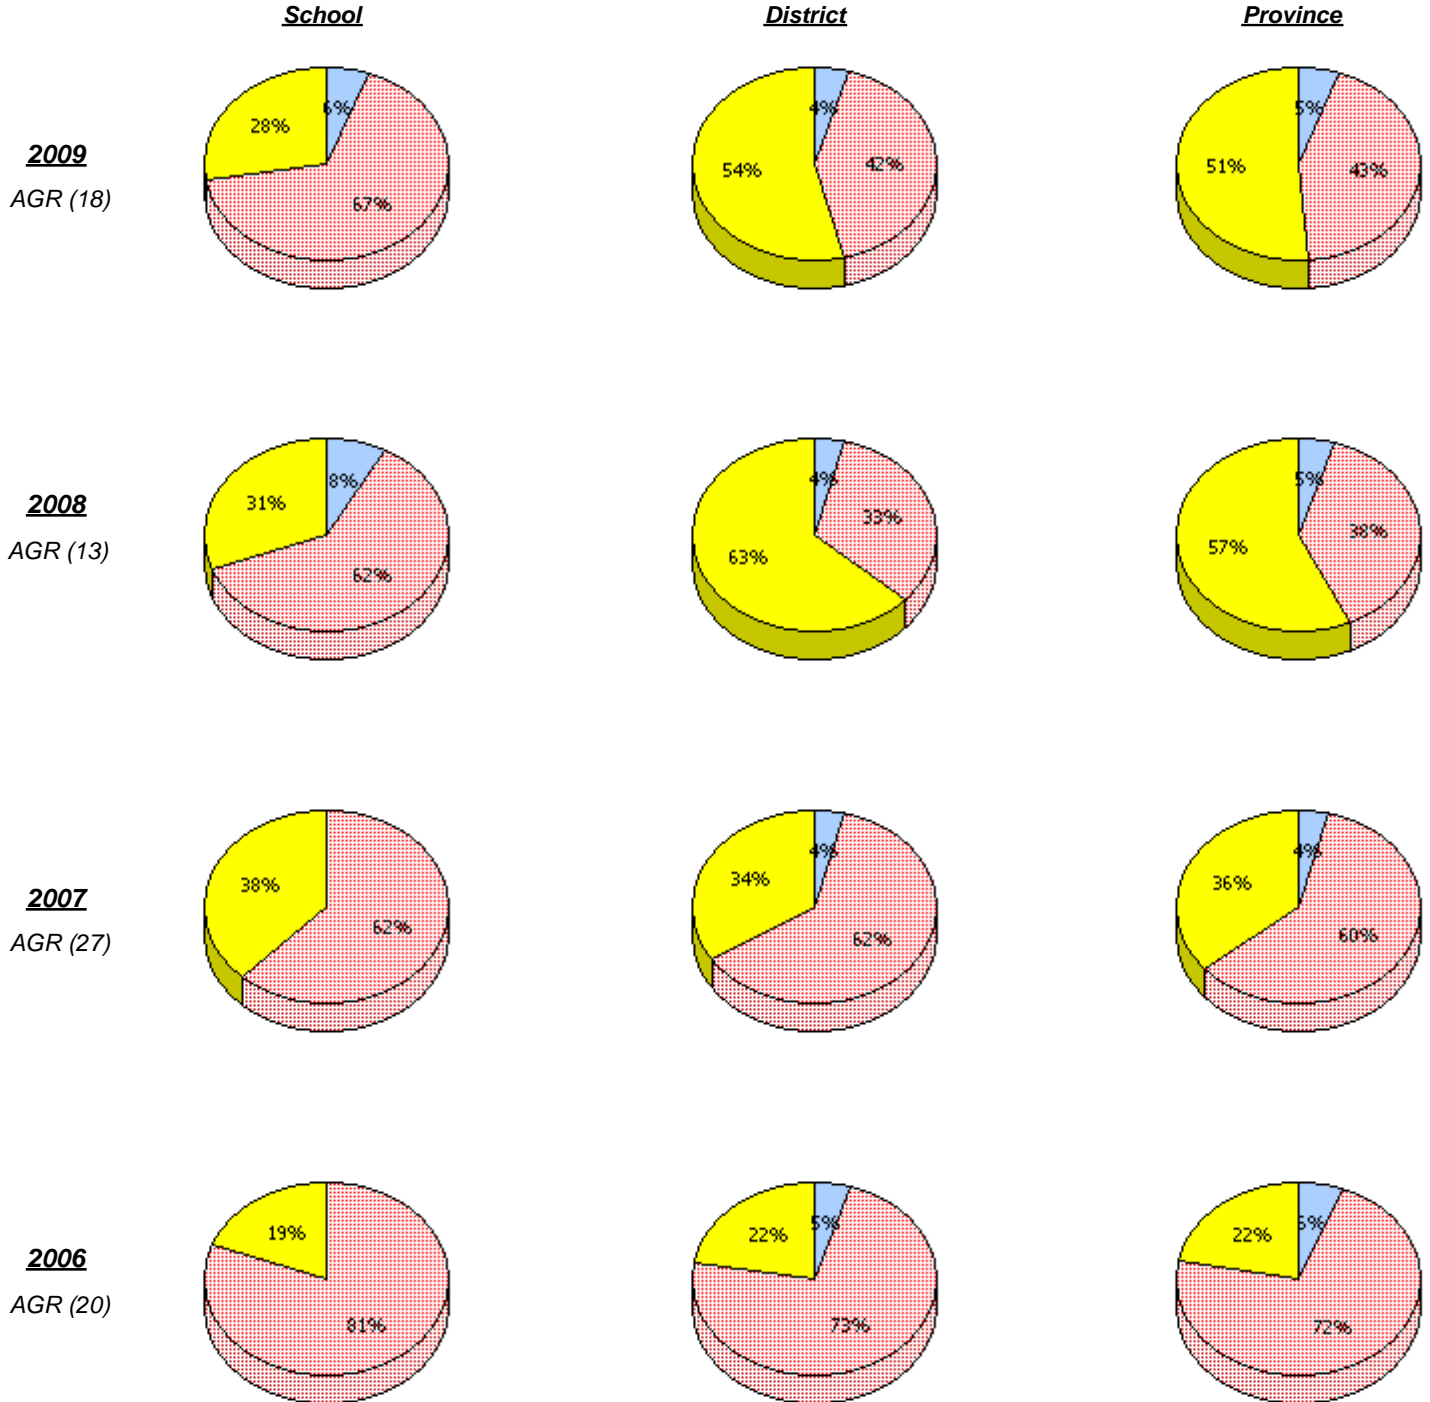 School District Province
28% 6% 67% 54% 4% 42% 51% 5% 43%
2009
AGR (18)
31% 8% 62% 63% 4% 33% 57% 5% 38%
2008
AGR (13)
38% 62% 34% 4% 62% 36% 4% 60%
2007
AGR (27)
19% 81% 22% 5% 73% 22% 72%
2006
AGR (20)